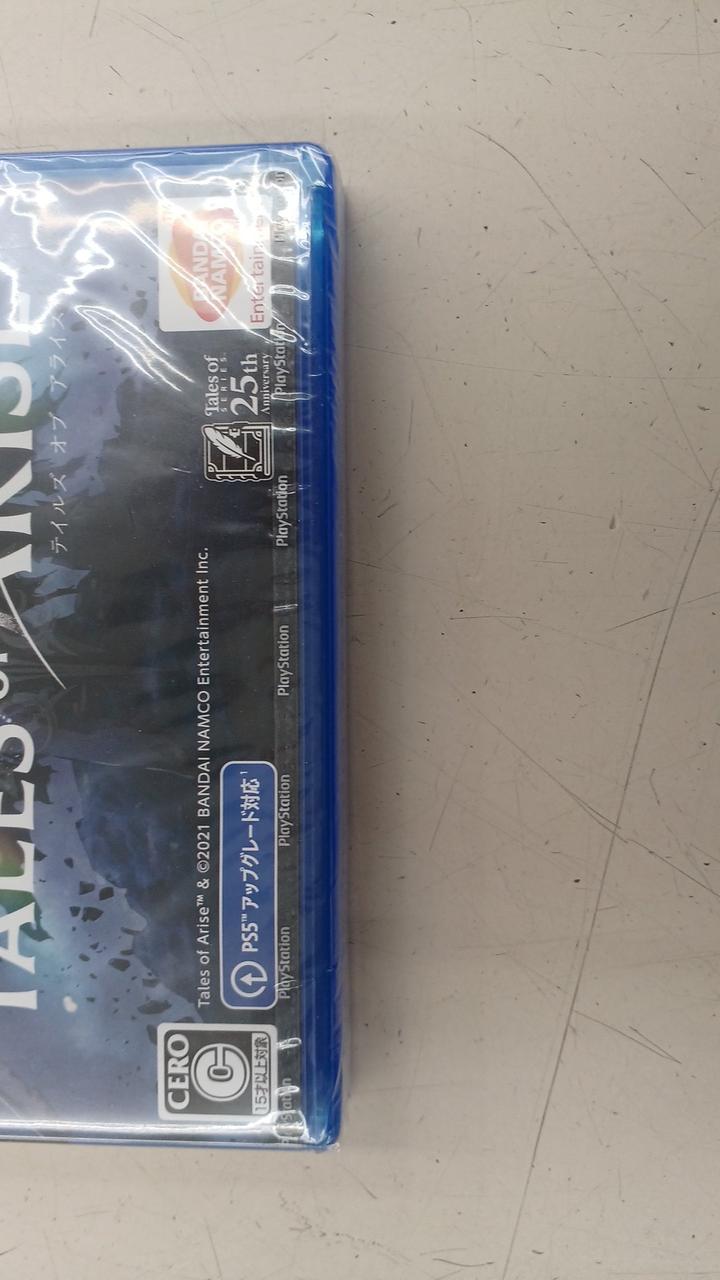 TALES OF ARISE
テイルズ オブ アライズ
Tales of Arise™ & ©2021 BANDAI NAMCO Entertainment Inc.
CERO
C
15才以上対象
PS5™ アップグレード対応¹
Tales of
SERIES
25th
Anniversary
BANDAI
NAMCO
Entertainment
PlayStation PlayStation PlayStation PlayStation PlayStation PlayStation PlayStation